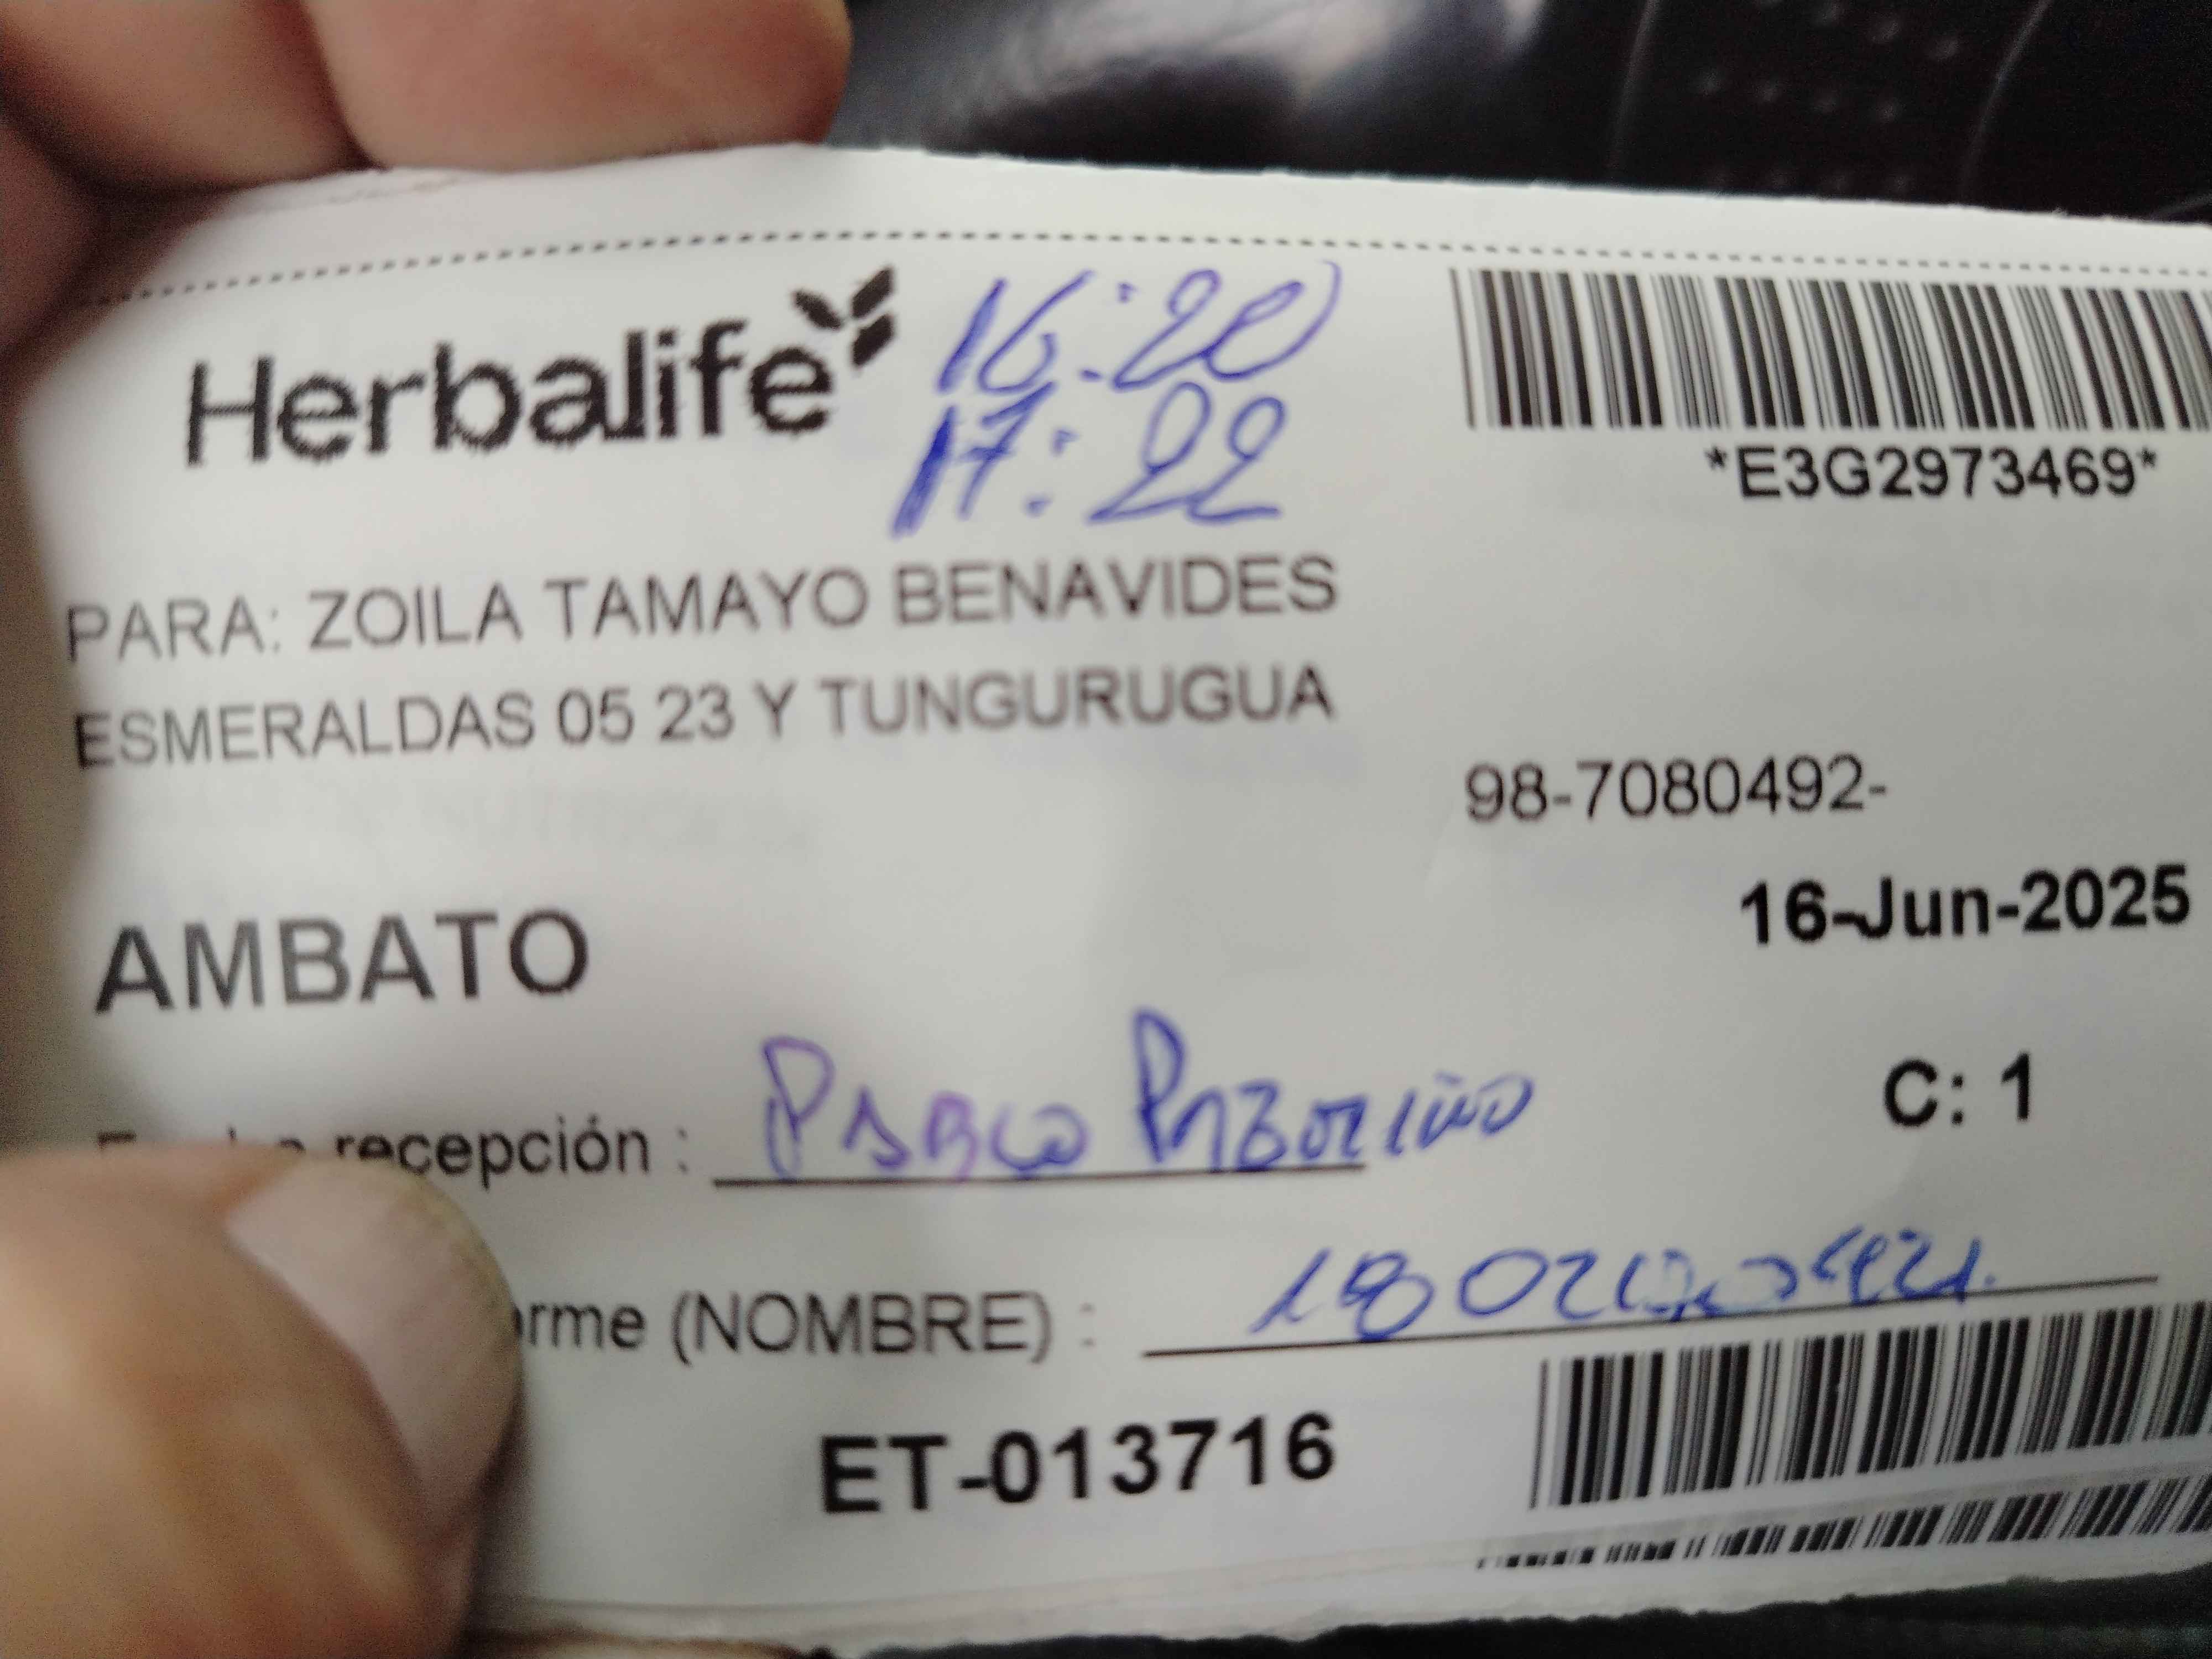 Herbalife
16:20
17:22
*E3G2973469*
PARA: ZOILA TAMAYO BENAVIDES
ESMERALDAS 05 23 Y TUNGURUGUA
98-7080492-
16-Jun-2025
AMBATO
C: 1
recepción : PABLO
(NOMBRE) :
ET-013716